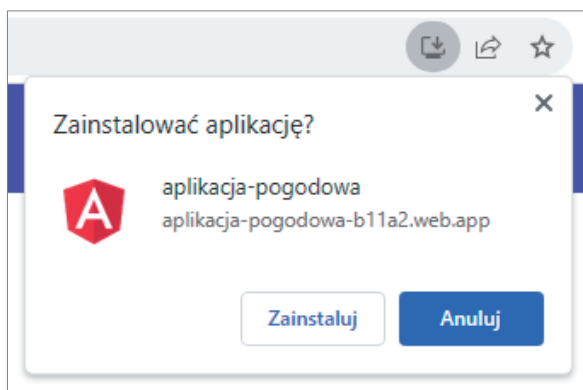 Zainstalować aplikację?
aplikacja-pogodowa
aplikacja-pogodowa-b11a2.web.app
Zainstaluj
Anuluj